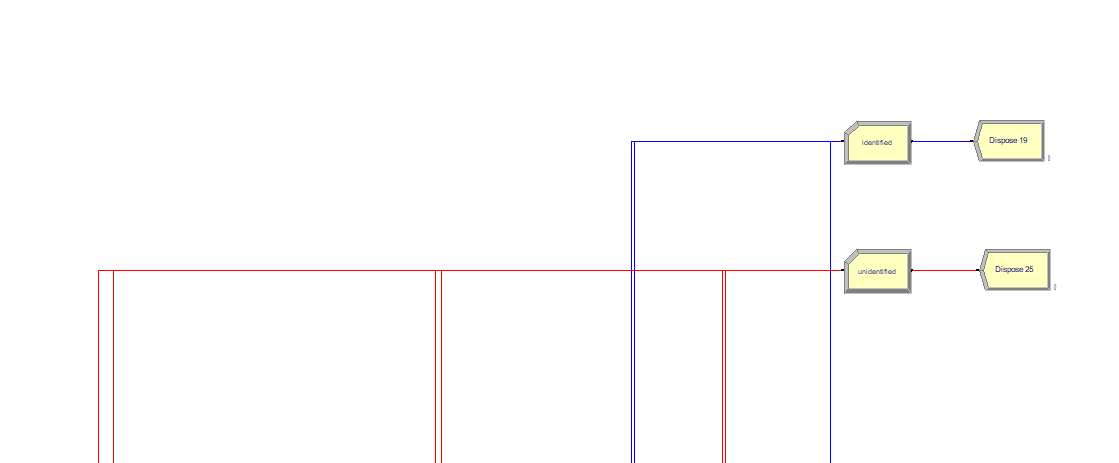 identified
Dispose 19
unidentified
Dispose 25